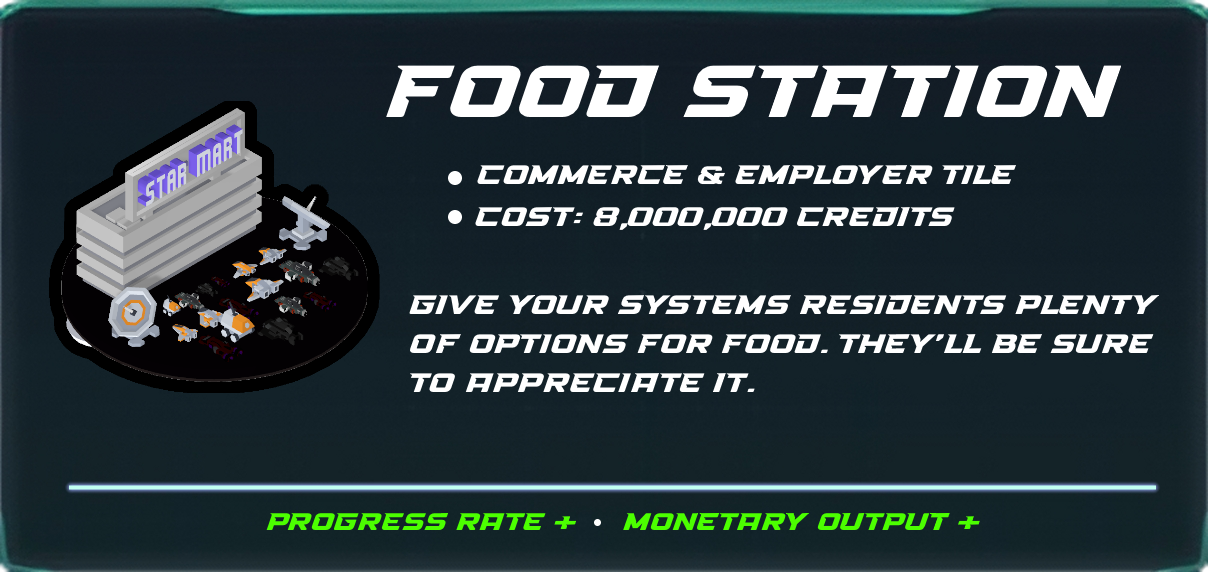 FOOD STATION
STAR MART
• COMMERCE & EMPLOYER TILE
• COST: 8,000,000 CREDITS
GIVE YOUR SYSTEMS RESIDENTS PLENTY
OF OPTIONS FOR FOOD. THEY'LL BE SURE
TO APPRECIATE IT.
PROGRESS RATE + • MONETARY OUTPUT +